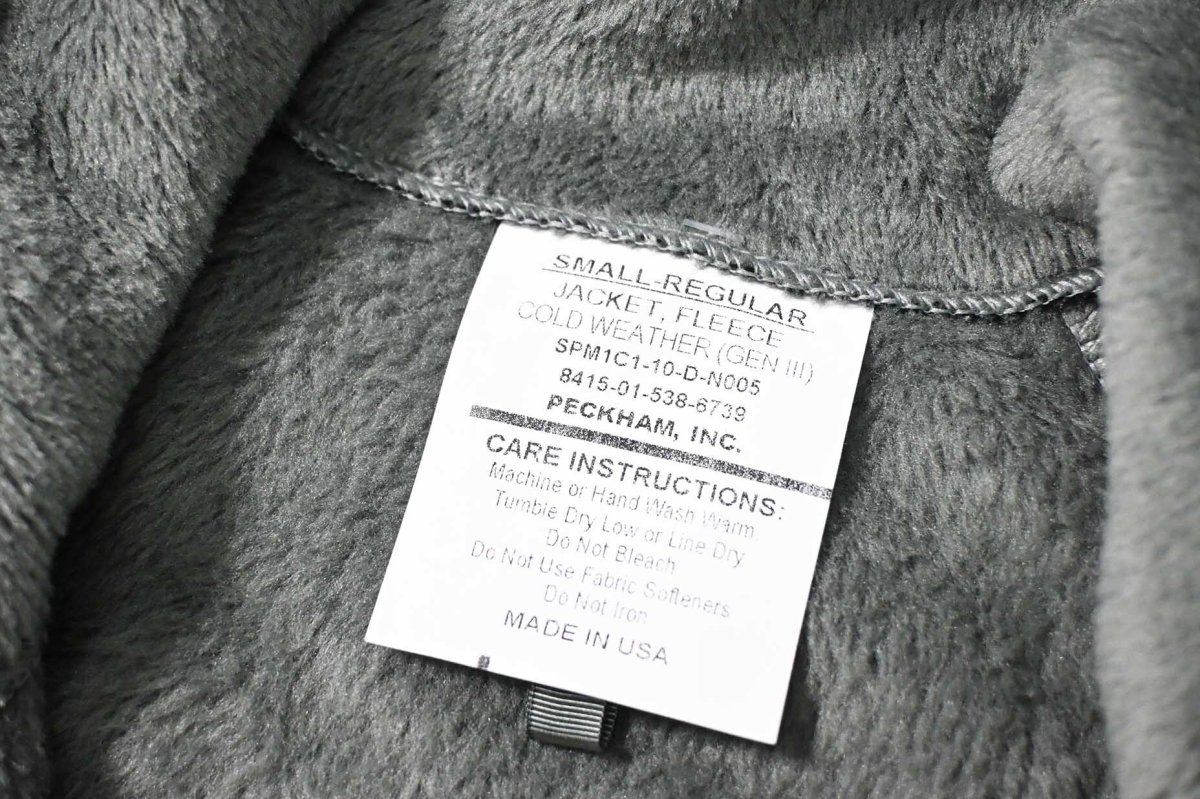 SMALL-REGULAR
JACKET, FLEECE
COLD WEATHER (GEN III)
SPM1C1-10-D-N005
8415-01-538-6739
PECKHAM, INC.
CARE INSTRUCTIONS:
Machine or Hand Wash Warm.
Tumble Dry Low or Line Dry
Do Not Bleach
Do Not Use Fabric Softeners
Do Not Iron
MADE IN USA